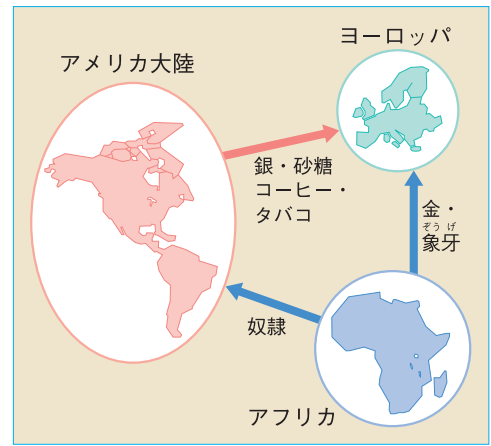 ヨーロッパ
アメリカ大陸
銀・砂糖
コーヒー・
タバコ
金・
ぞうげ
象牙
奴隷
アフリカ